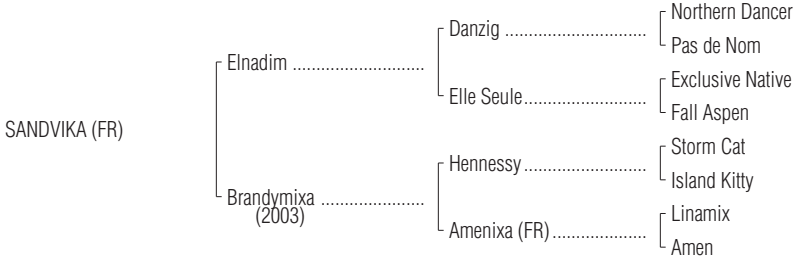 Northern Dancer
Danzig ..............................
Pas de Nom
Elnadim ............................
Exclusive Native
Elle Seule..........................
Fall Aspen
SANDVIKA (FR)
Storm Cat
Hennessy ..........................
Island Kitty
Brandymixa ......................
(2003)
Linamix
Amenixa (FR)....................
Amen